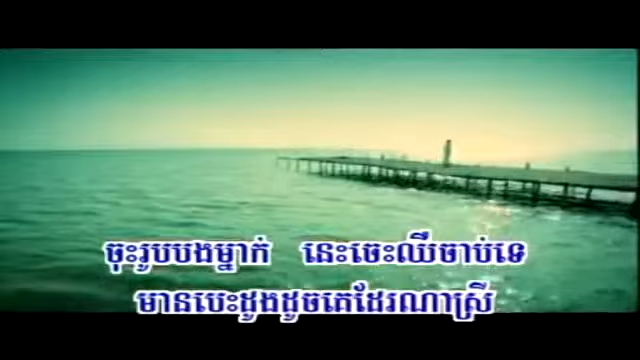 ចុះរូបបងម្នាក់ នេះចេះឈឺចាប់ទេ
មានបេះដូងដូចគេដែរណាស្រី